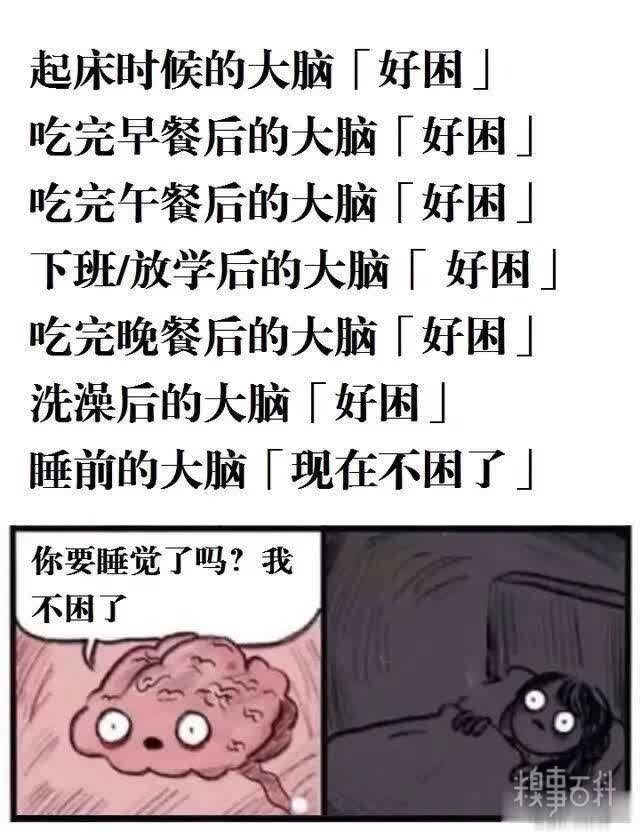 起床时候的大脑「好困」
吃完早餐后的大脑「好困」
吃完午餐后的大脑「好困」
下班/放学后的大脑「 好困」
吃完晚餐后的大脑「好困」
洗澡后的大脑「好困」
睡前的大脑「现在不困了」
你要睡觉了吗？我
不困了
糗事百科